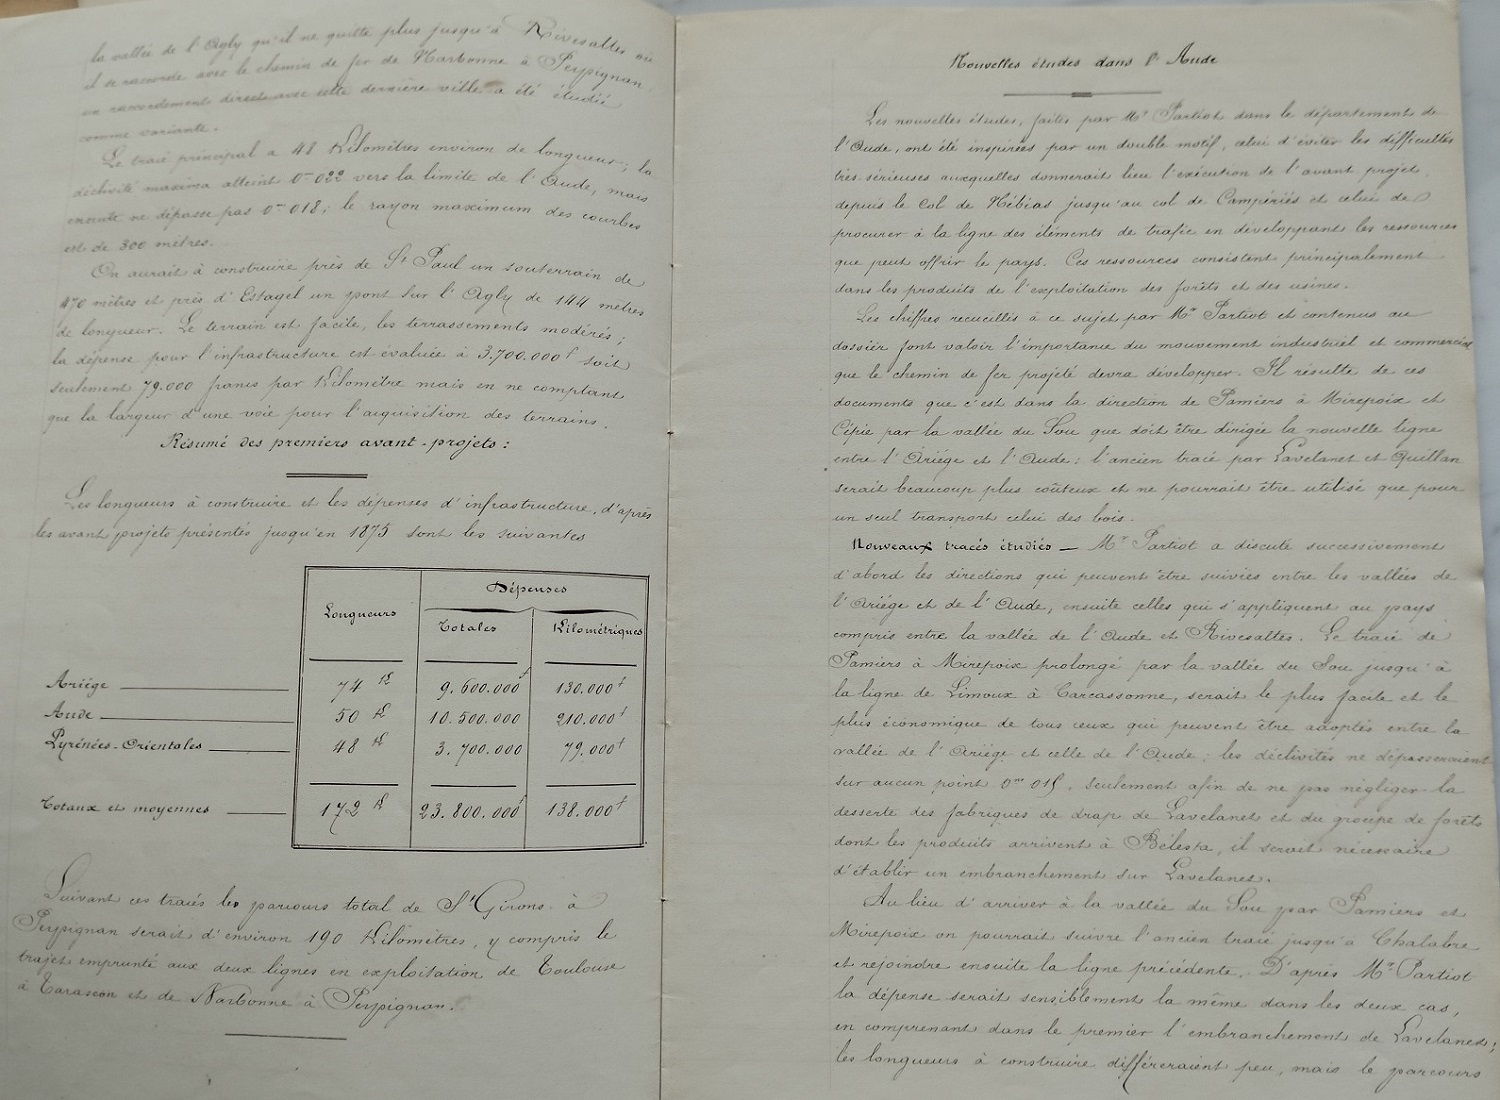 la vallée de l'Agly qu'il ne quitte plus jusqu'à Rivesaltes où
il se raccorde avec le chemin de fer de Narbonne à Perpignan.
un raccordement direct avec cette dernière ville a été étudié
comme variante.
Le tracé principal a 48 Kilomètres environ de longueur; la
déclivité maxima atteint 0m022 vers la limite de l'Aude, mais
ensuite ne dépasse pas 0m018; le rayon maximum des courbes
est de 300 mètres.
On aurait à construire près de St Paul un souterrain de
470 mètres et près d'Estagel un pont sur l'Agly de 144 mètres
de longueur. Le terrain est facile, les terrassements modérés;
la dépense pour l'infrastructure est évaluée à 3.700.000f soit
seulement 79.000 francs par Kilomètre mais en ne comptant
que la largeur d'une voie pour l'acquisition des terrains.
Résumé des premiers avant-projets:
Les longueurs à construire et les dépenses d'infrastructure, d'après
les avant projets présentés jusqu'en 1875 sont les suivantes
Dépenses
Longueurs Totales Kilométriques
Ariège 74 K 9.600.000f 130.000f
Aude 50 K 10.500.000 210.000f
Pyrénées-Orientales 48 K 3.700.000 79.000f
Totaux et moyennes 172 K 23.800.000f 138.000f
Suivant ces tracés les parcours total de St Girons à
Perpignan serait d'environ 190 Kilomètres, y compris le
trajet emprunté aux deux lignes en exploitation de Toulouse
à Tarascon et de Narbonne à Perpignan.
Nouvelles études dans l'Aude
Les nouvelles études, faites par Mr Partiot dans le département de
l'Aude, ont été inspirées par un double motif, celui d'éviter les difficultés
très sérieuses auxquelles donnerait lieu l'exécution de l'avant projet,
depuis le Col de Nébias jusqu'au col de Campériés et celui de
procurer à la ligne des éléments de trafic en développant les ressources
que peut offrir le pays. Ces ressources consistent principalement
dans les produits de l'exploitation des forêts et des usines.
Les chiffres recueillis à ce sujet par Mr Partiot et contenus au
dossier font valoir l'importance du mouvement industriel et commercial
que le chemin de fer projeté devra développer. Il résulte de ces
documents que c'est dans la direction de Pamiers à Mirepoix et
Cépie par la vallée du Sou que doit être dirigée la nouvelle ligne
entre l'Ariége et l'Aude: l'ancien tracé par Lavelanet et Quillan
serait beaucoup plus coûteux et ne pourrait être utilisé que pour
un seul transport celui des bois.
Nouveaux tracés étudiés — Mr Partiot a discuté successivement
d'abord les directions qui peuvent être suivies entre les vallées de
l'Ariége et de l'Aude, ensuite celles qui s'appliquent au pays
compris entre la vallée de l'Aude et Rivesaltes. Le tracé de
Pamiers à Mirepoix prolongé par la vallée du Sou jusqu'à
la ligne de Limoux à Carcassonne, serait le plus facile et le
plus économique de tous ceux qui peuvent être adoptés entre la
vallée de l'Ariège et celle de l'Aude; les déclivités ne dépasseraient
sur aucun point 0m015. seulement afin de ne pas négliger la
desserte des fabriques de drap de Lavelanet et du groupe de forêts
dont les produits arrivent à Bélesta, il serait nécessaire
d'établir un embranchement sur Lavelanet.
Au lieu d'arriver à la vallée du Sou par Pamiers et
Mirepoix on pourrait suivre l'ancien tracé jusqu'à Chalabre
et rejoindre ensuite la ligne précédente. D'après Mr Partiot
la dépense serait sensiblement la même dans les deux cas,
en comprenant dans le premier l'embranchement de Lavelanet;
les longueurs à construire différeraient peu, mais le parcours